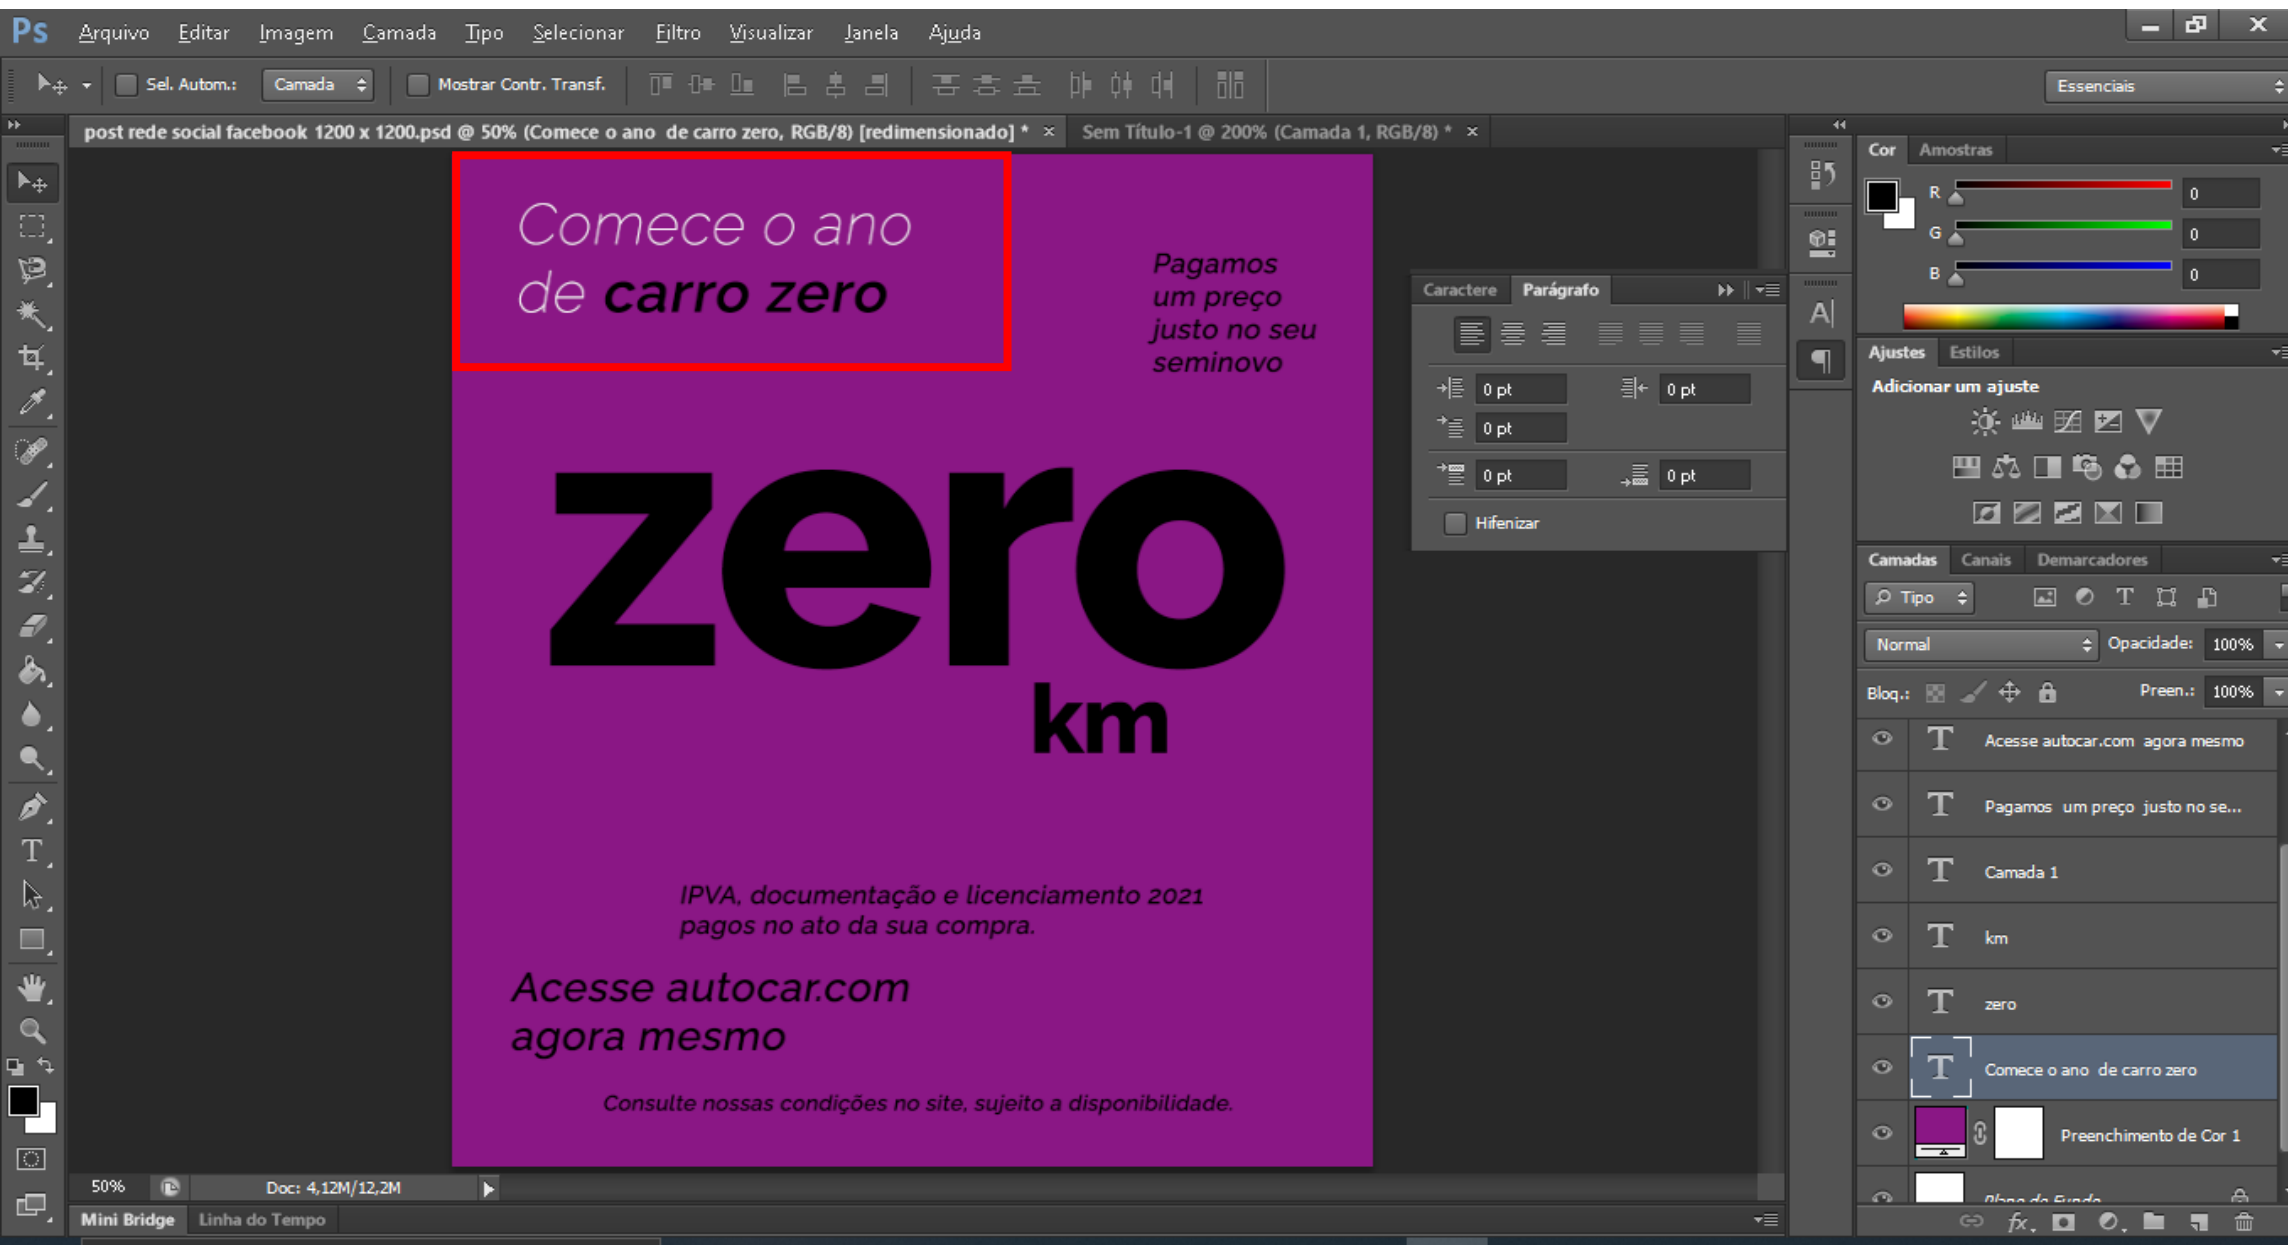 Ps Arquivo Editar Imagem Camada Tipo Selecionar Filtro Visualizar Janela Ajuda
Sel. Autom.: Camada Mostrar Contr. Transf. Essenciais
post rede social facebook 1200 x 1200.psd @ 50% (Comece o ano  de carro zero, RGB/8) [redimensionado] * × Sem Título-1 @ 200% (Camada 1, RGB/8) * ×
Comece o ano
de carro zero
Pagamos
um preço
justo no seu
seminovo
zero
km
IPVA, documentação e licenciamento 2021
pagos no ato da sua compra.
Acesse autocar.com
agora mesmo
Consulte nossas condições no site, sujeito a disponibilidade.
Caractere Parágrafo
0 pt 0 pt
0 pt
0 pt 0 pt
Hifenizar
Cor Amostras
R 0
G 0
B 0
Ajustes Estilos
Adicionar um ajuste
Camadas Canais Demarcadores
Tipo
Normal Opacidade: 100%
Bloq.: Preen.: 100%
Acesse autocar.com  agora mesmo
Pagamos  um preço  justo no se...
Camada 1
km
zero
Comece o ano  de carro zero
Preenchimento de Cor 1
Plano de Fundo
50% Doc: 4,12M/12,2M
Mini Bridge Linha do Tempo